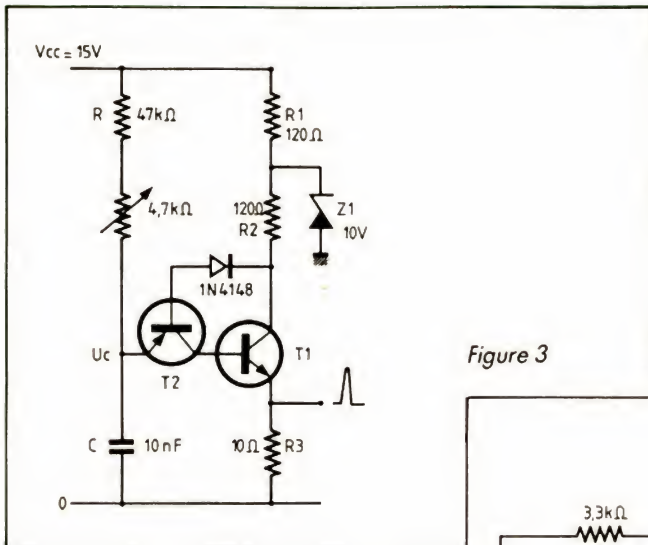 Vcc = 15V
R 47kΩ
R1
120Ω
4,7kΩ
120Ω
R2
Z1
10V
1N4148
Uc
T2
T1
C 10nF
10Ω R3
0
Figure 3
3,3kΩ